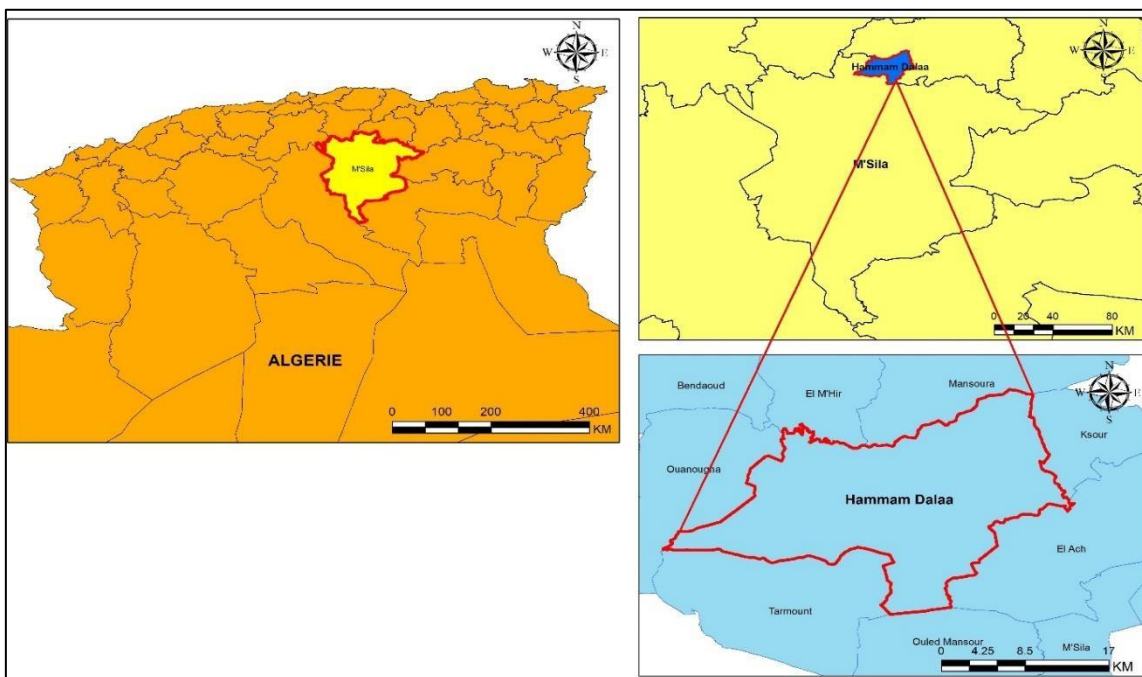 N
W E
S
M'Sila
ALGERIE
0 100 200 400
KM
N
W E
S
Hammam Dalaa
M'Sila
0 20 40 80
KM
N
W E
S
Bendaoud
El M'Hir
Mansoura
Ksour
Ouanougha
Hammam Dalaa
El Ach
Tarmount
Ouled Mansour
M'Sila
0 4.25 8.5 17
KM